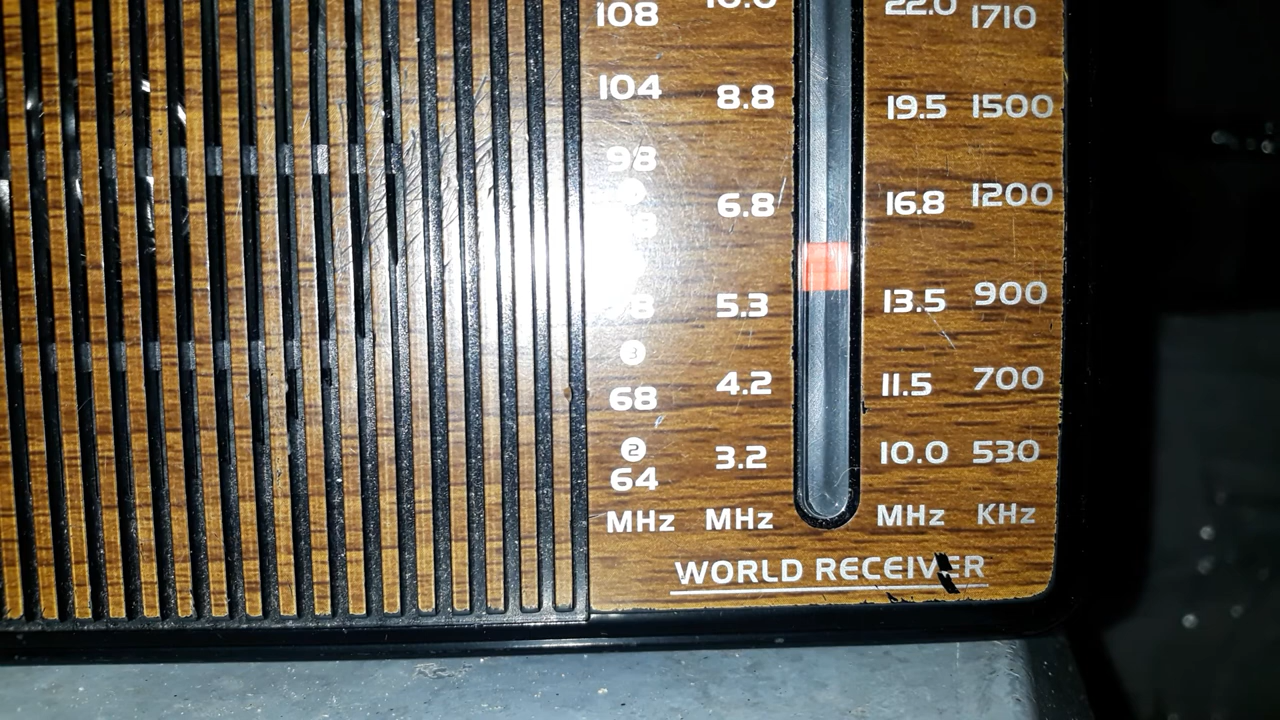 108 22.0 1710
104 8.8 19.5 1500
98 6.8 16.8 1200
5.3 13.5 900
3
68 4.2 11.5 700
2
64 3.2 10.0 530
MHz MHz MHz KHz
WORLD RECEIVER